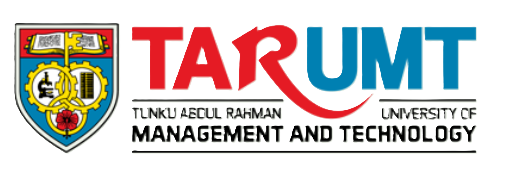 TARUMT
TUNKU ABDUL RAHMAN UNIVERSITY OF
MANAGEMENT AND TECHNOLOGY